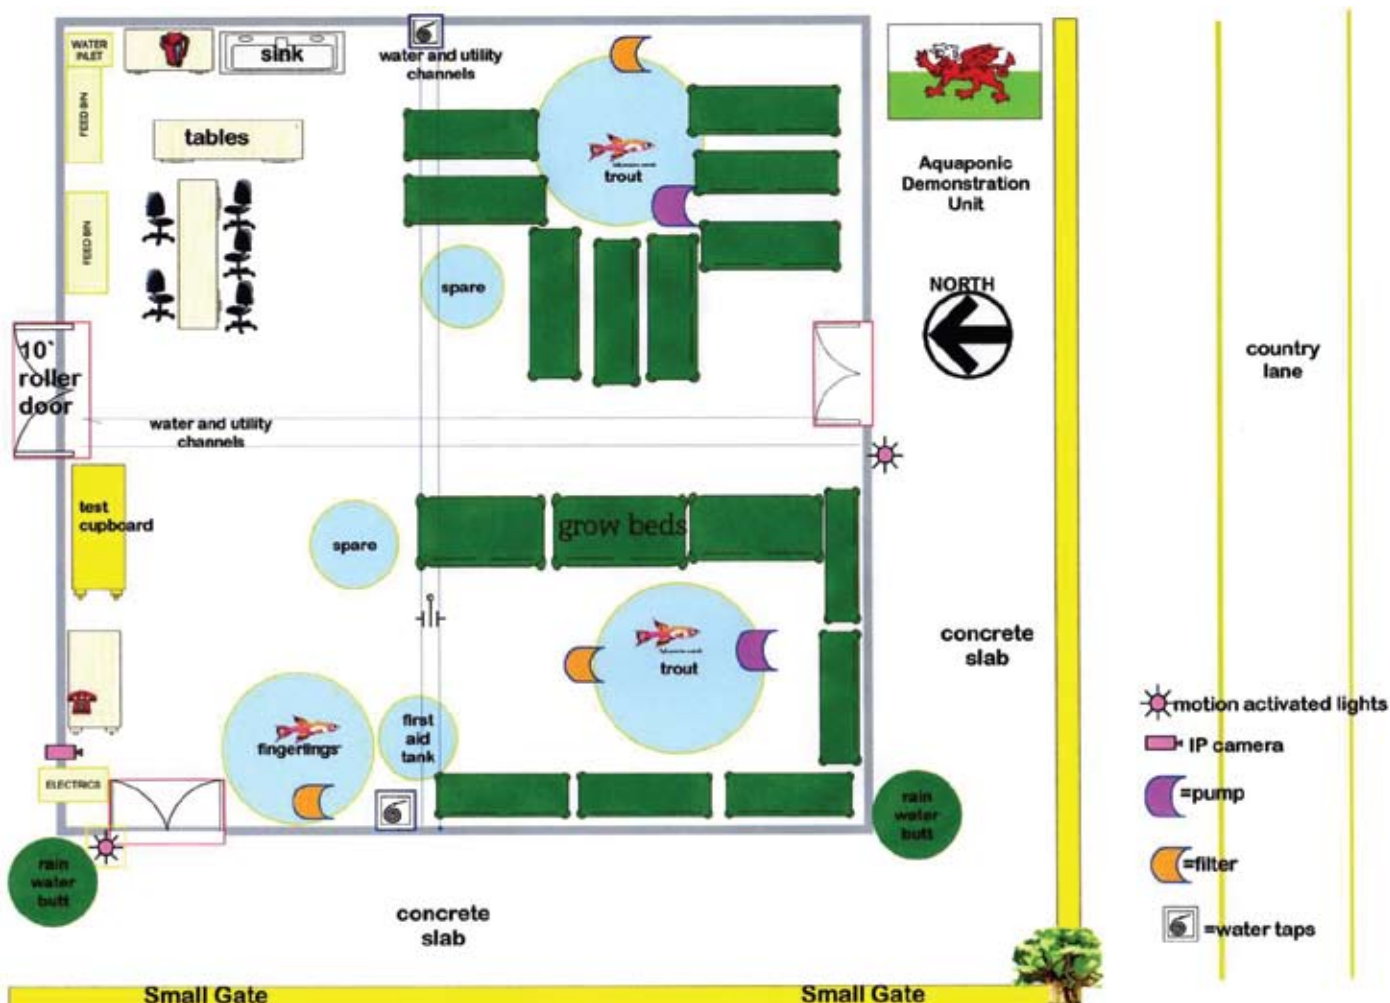 WATER
INLET
sink
water and utility
channels
FEED BIN
tables
trout
Aquaponic
Demonstration
Unit
FEED BIN
spare
NORTH
10`
roller
door
country
lane
water and utility
channels
test
cupboard
grow beds
spare
concrete
slab
trout
motion activated lights
first
aid
tank
fingerlings
IP camera
ELECTRICS
=pump
rain
water
butt
rain
water
butt
=filter
concrete
slab
=water taps
Small Gate
Small Gate